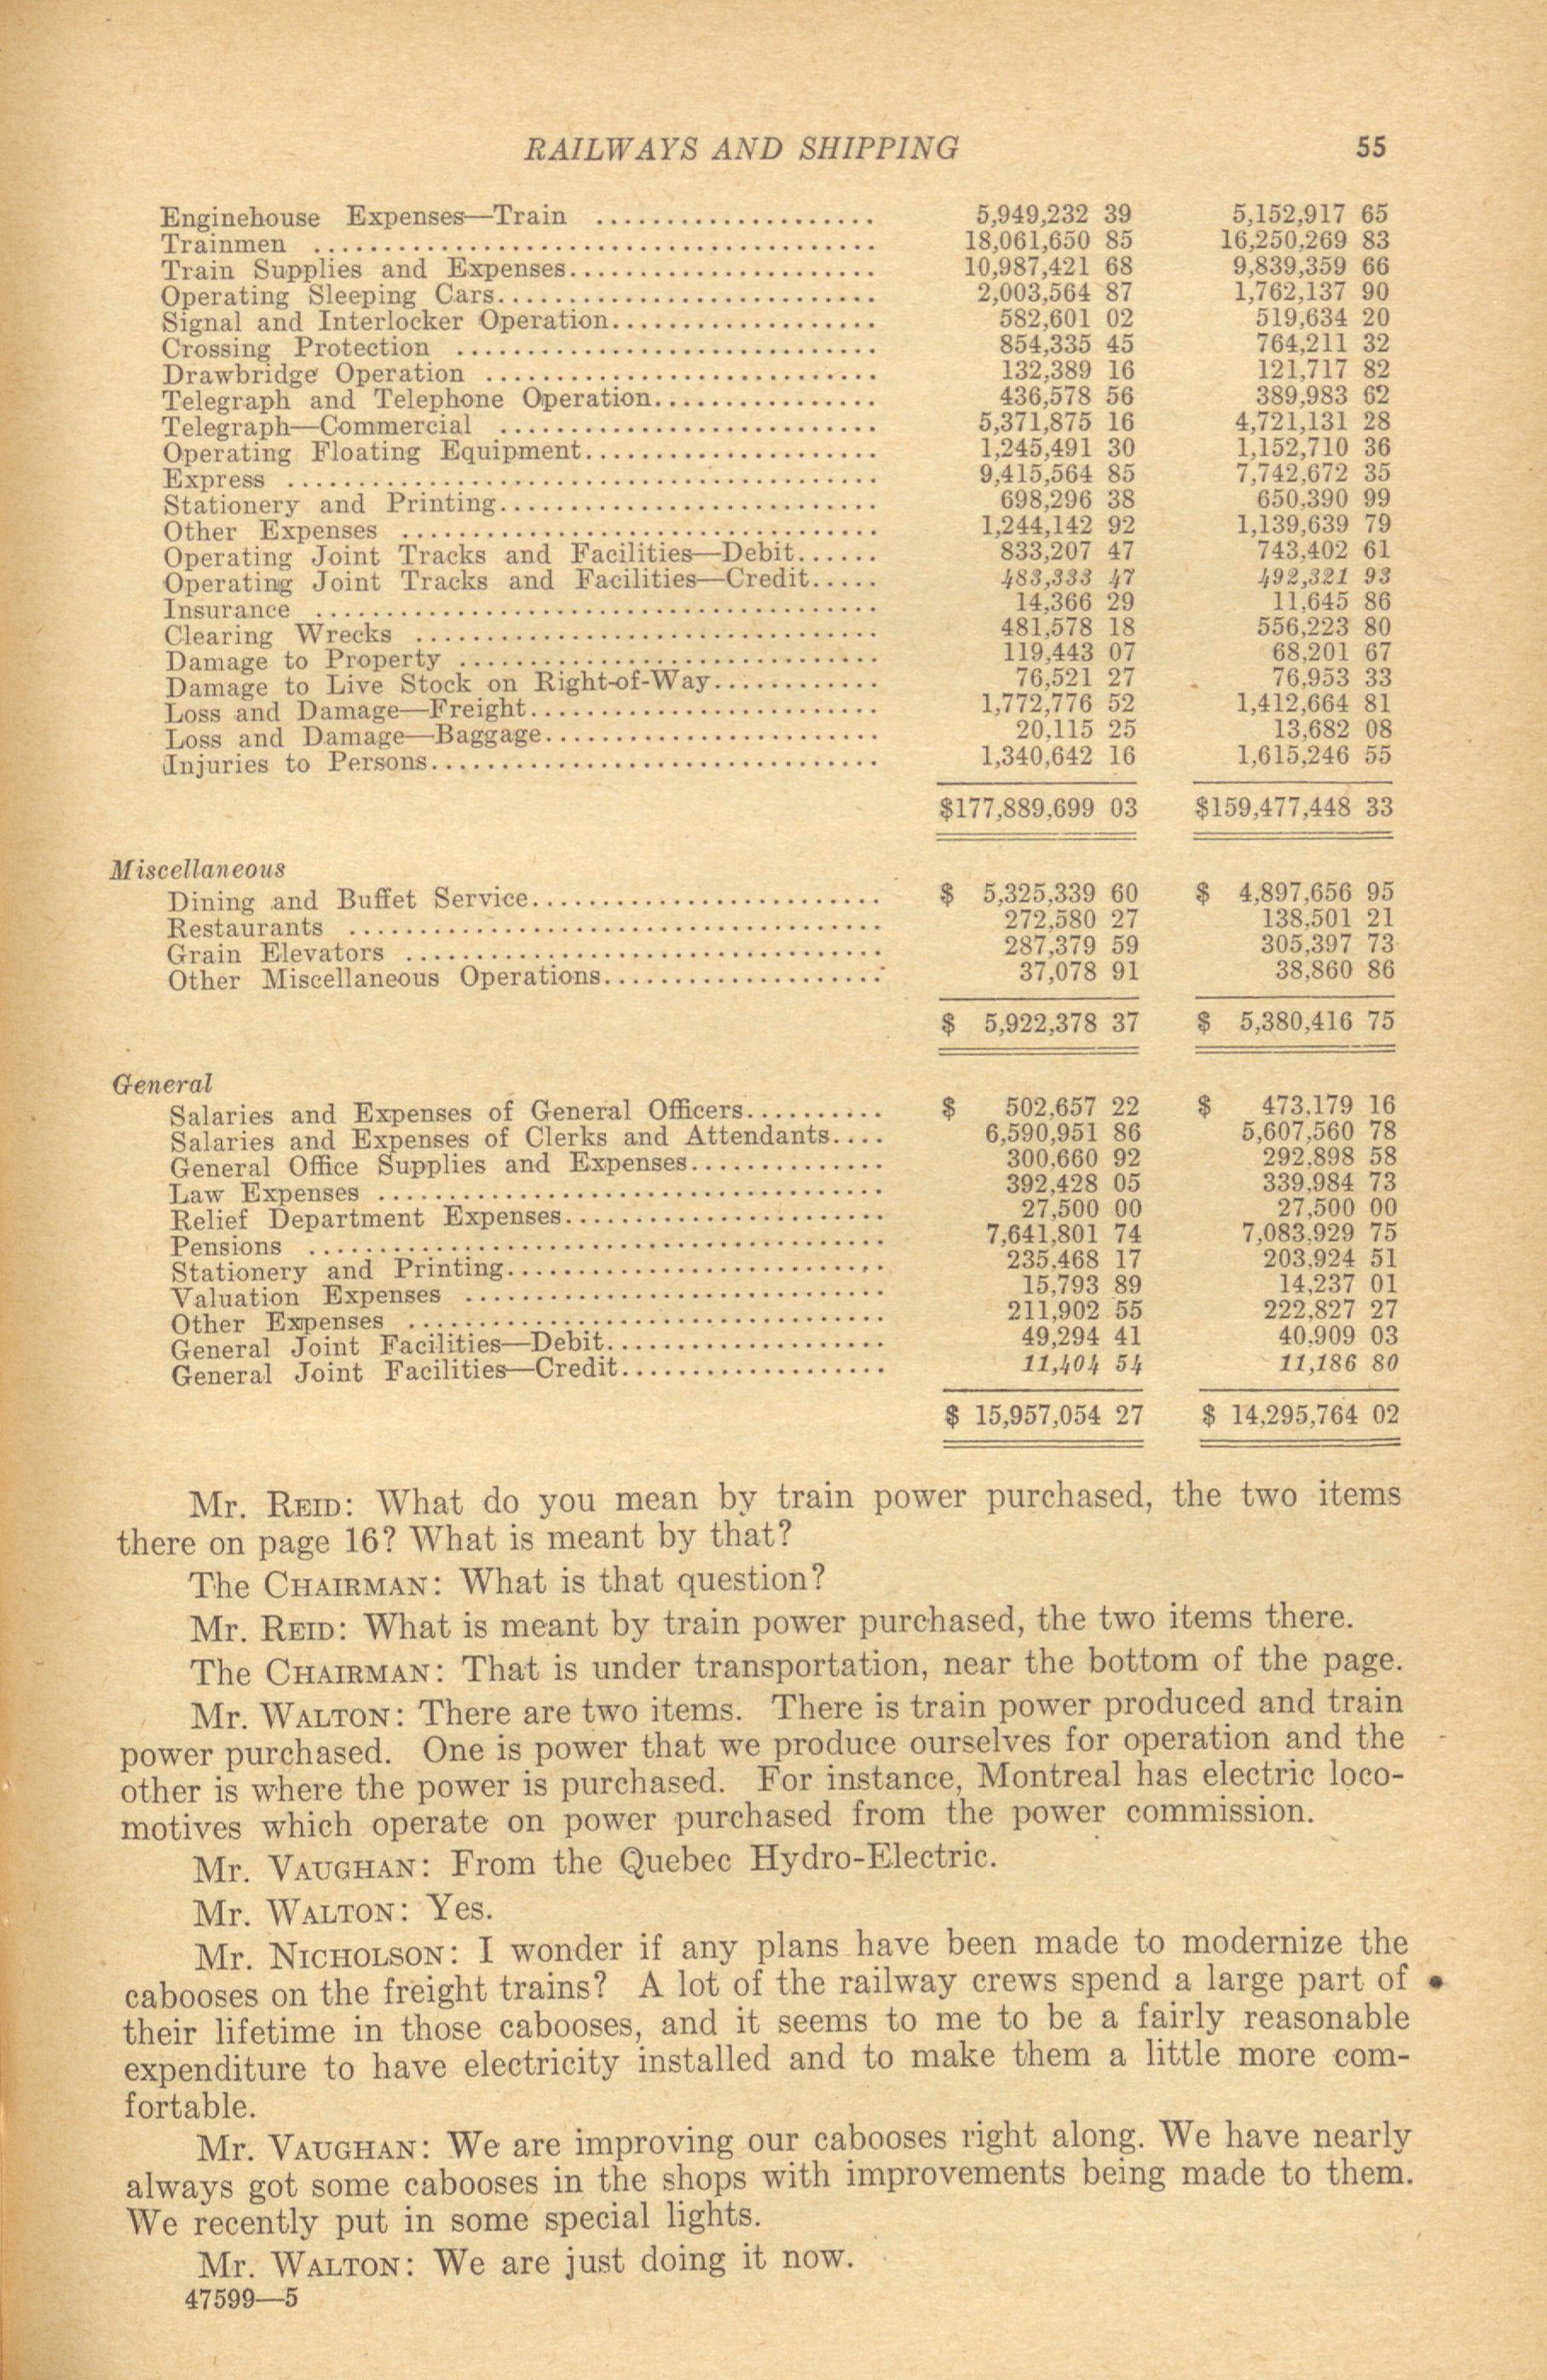 RAILWAYS AND SHIPPING 55
Enginehouse Expenses—Train .................... 5,949,232 39 5,152,917 65
Trainmen ........................................ 18,061,650 85 16,250,269 83
Train Supplies and Expenses...................... 10,987,421 68 9,839,359 66
Operating Sleeping Cars........................... 2,003,564 87 1,762,137 90
Signal and Interlocker Operation................... 582,601 02 519,634 20
Crossing Protection .............................. 854,335 45 764,211 32
Drawbridge Operation ............................ 132,389 16 121,717 82
Telegraph and Telephone Operation................ 436,578 56 389,983 62
Telegraph—Commercial ........................... 5,371,875 16 4,721,131 28
Operating Floating Equipment..................... 1,245,491 30 1,152,710 36
Express .......................................... 9,415,564 85 7,742,672 35
Stationery and Printing........................... 698,296 38 650,390 99
Other Expenses .................................. 1,244,142 92 1,139,639 79
Operating Joint Tracks and Facilities—Debit...... 833,207 47 743,402 61
Operating Joint Tracks and Facilities—Credit..... 483,333 47 492,321 93
Insurance ........................................ 14,366 29 11,645 86
Clearing Wrecks ................................. 481,578 18 556,223 80
Damage to Property .............................. 119,443 07 68,201 67
Damage to Live Stock on Right-of-Way............ 76,521 27 76,953 33
Loss and Damage—Freight......................... 1,772,776 52 1,412,664 81
Loss and Damage—Baggage........................ 20,115 25 13,682 08
Injuries to Persons................................ 1,340,642 16 1,615,246 55
$177,889,699 03 $159,477,448 33
Miscellaneous
Dining and Buffet Service......................... $ 5,325,339 60 $ 4,897,656 95
Restaurants ...................................... 272,580 27 138,501 21
Grain Elevators .................................. 287,379 59 305,397 73
Other Miscellaneous Operations.................... 37,078 91 38,860 86
$ 5,922,378 37 $ 5,380,416 75
General
Salaries and Expenses of General Officers.......... $ 502,657 22 $ 473,179 16
Salaries and Expenses of Clerks and Attendants.... 6,590,951 86 5,607,560 78
General Office Supplies and Expenses.............. 300,660 92 292,898 58
Law Expenses .................................... 392,428 05 339,984 73
Relief Department Expenses....................... 27,500 00 27,500 00
Pensions ......................................... 7,641,801 74 7,083,929 75
Stationery and Printing........................... 235,468 17 203,924 51
Valuation Expenses .............................. 15,793 89 14,237 01
Other Expenses .................................. 211,902 55 222,827 27
General Joint Facilities—Debit.................... 49,294 41 40,909 03
General Joint Facilities—Credit................... 11,404 54 11,186 80
$ 15,957,054 27 $ 14,295,764 02
Mr. REID: What do you mean by train power purchased, the two items
there on page 16? What is meant by that?
The CHAIRMAN: What is that question?
Mr. REID: What is meant by train power purchased, the two items there.
The CHAIRMAN: That is under transportation, near the bottom of the page.
Mr. WALTON: There are two items. There is train power produced and train
power purchased. One is power that we produce ourselves for operation and the
other is where the power is purchased. For instance, Montreal has electric loco-
motives which operate on power purchased from the power commission.
Mr. VAUGHAN: From the Quebec Hydro-Electric.
Mr. WALTON: Yes.
Mr. NICHOLSON: I wonder if any plans have been made to modernize the
cabooses on the freight trains? A lot of the railway crews spend a large part of
their lifetime in those cabooses, and it seems to me to be a fairly reasonable
expenditure to have electricity installed and to make them a little more com-
fortable.
Mr. VAUGHAN: We are improving our cabooses right along. We have nearly
always got some cabooses in the shops with improvements being made to them.
We recently put in some special lights.
Mr. WALTON: We are just doing it now.
47599—5